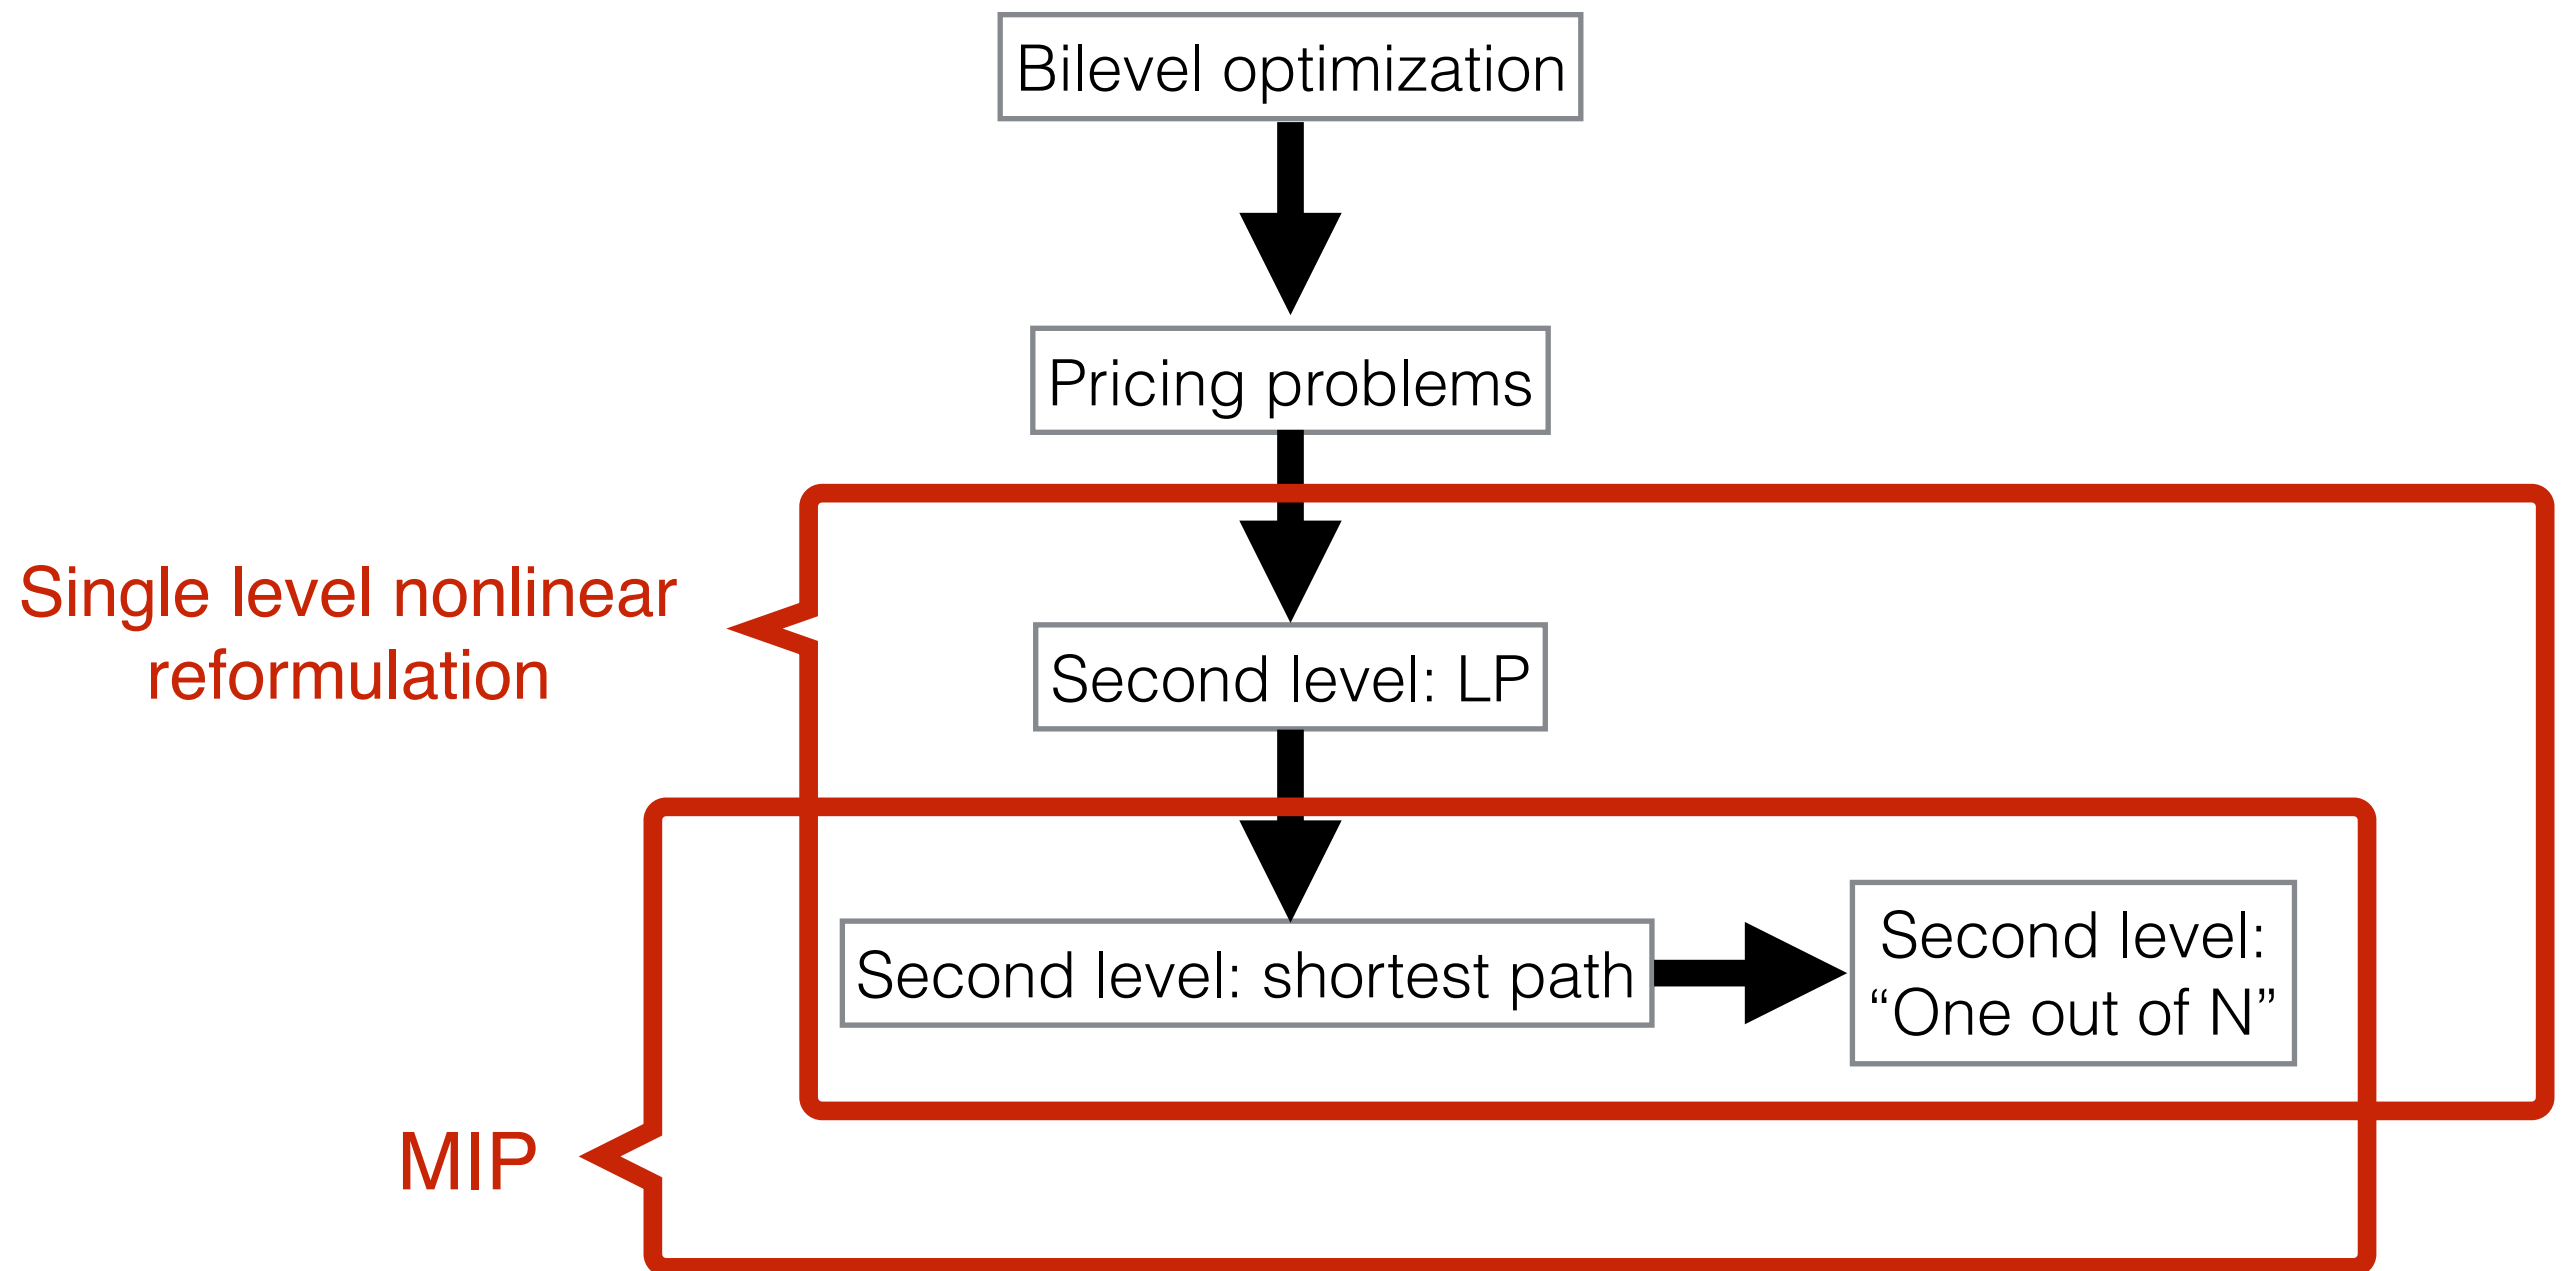 Bilevel optimization
Pricing problems
Single level nonlinear
reformulation
Second level: LP
Second level: shortest path
Second level:
“One out of N”
MIP